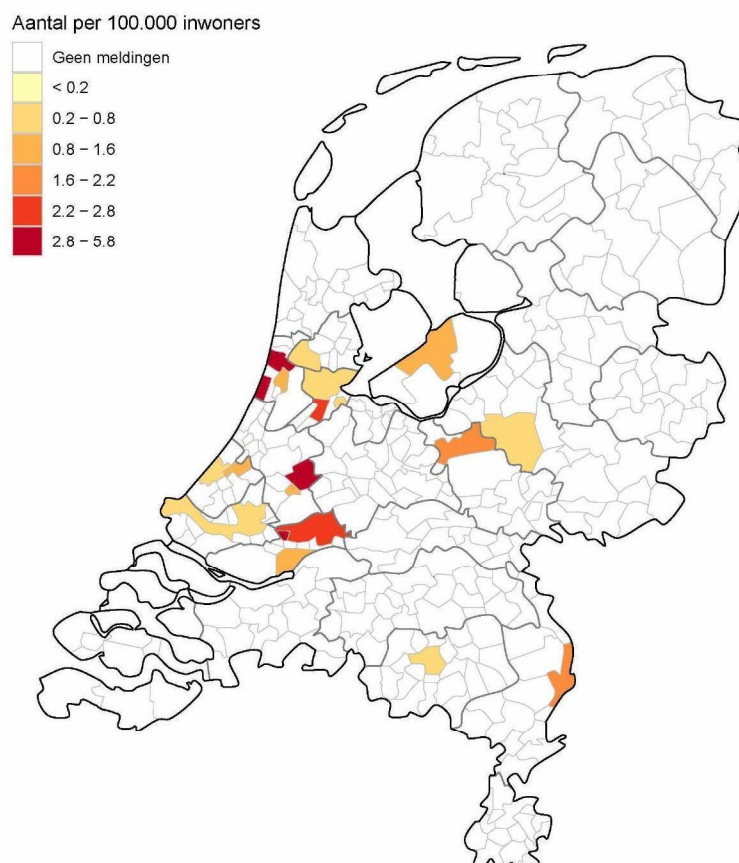 Aantal per 100.000 inwoners
Geen meldingen
< 0.2
0.2 – 0.8
0.8 – 1.6
1.6 – 2.2
2.2 – 2.8
2.8 – 5.8